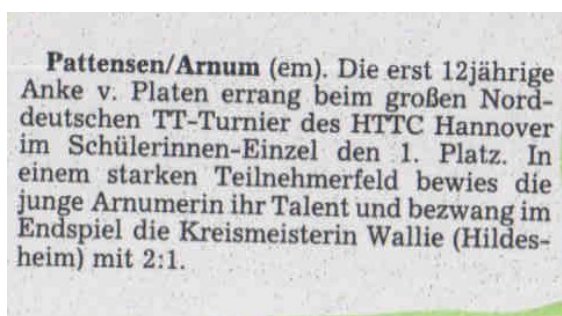 Pattensen/Arnum (em). Die erst 12jährige
Anke v. Platen errang beim großen Nord-
deutschen TT-Turnier des HTTC Hannover
im Schülerinnen-Einzel den 1. Platz. In
einem starken Teilnehmerfeld bewies die
junge Arnumerin ihr Talent und bezwang im
Endspiel die Kreismeisterin Wallie (Hildes-
heim) mit 2:1.